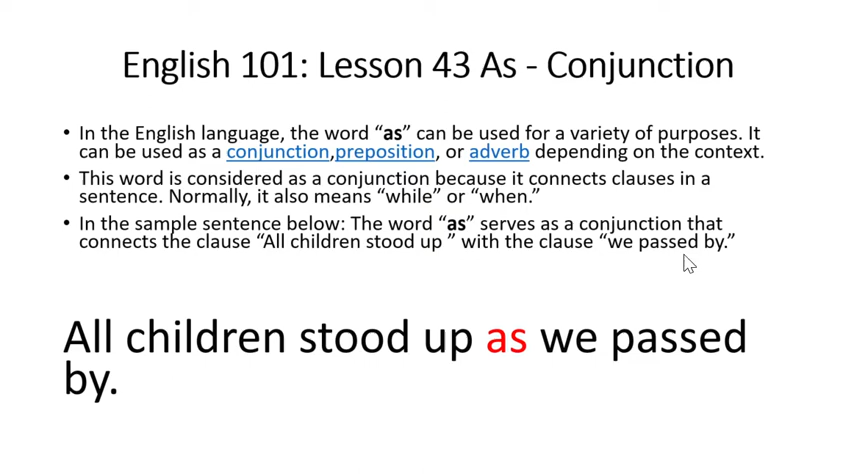 English 101: Lesson 43 As - Conjunction
• In the English language, the word “as” can be used for a variety of purposes. It
can be used as a conjunction,preposition, or adverb depending on the context.
• This word is considered as a conjunction because it connects clauses in a
sentence. Normally, it also means “while” or “when.”
• In the sample sentence below: The word “as” serves as a conjunction that
connects the clause “All children stood up ” with the clause “we passed by.”
All children stood up as we passed
by.